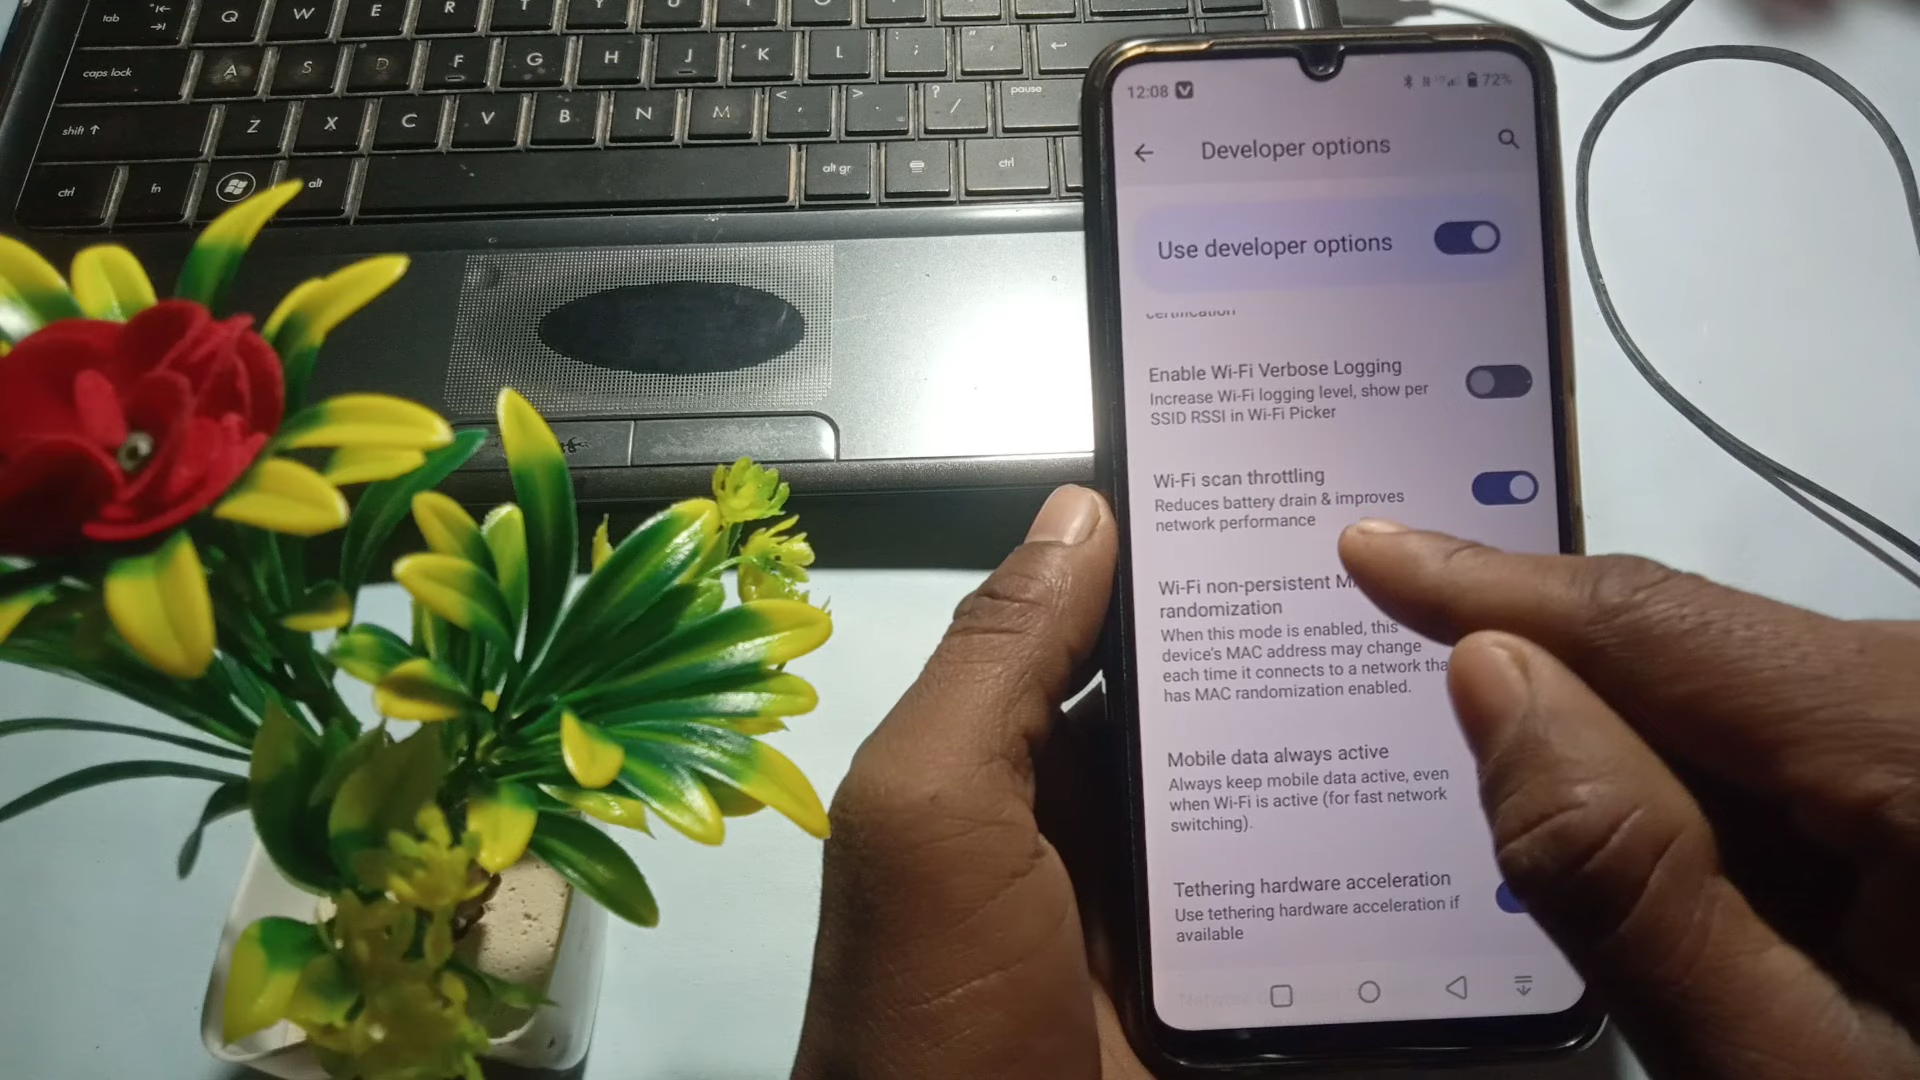 tab
Q W E R T Y U
caps lock A S D F G H J K L ; " ,
shift Z X C V B N M < , > . ? / pause
ctrl fn alt alt gr ctrl
12:08 72%
Developer options
Use developer options
certification
Enable Wi-Fi Verbose Logging
Increase Wi-Fi logging level, show per
SSID RSSI in Wi-Fi Picker
Wi-Fi scan throttling
Reduces battery drain & improves
network performance
Wi-Fi non-persistent M
randomization
When this mode is enabled, this
device's MAC address may change
each time it connects to a network tha
has MAC randomization enabled.
Mobile data always active
Always keep mobile data active, even
when Wi-Fi is active (for fast network
switching).
Tethering hardware acceleration
Use tethering hardware acceleration if
available